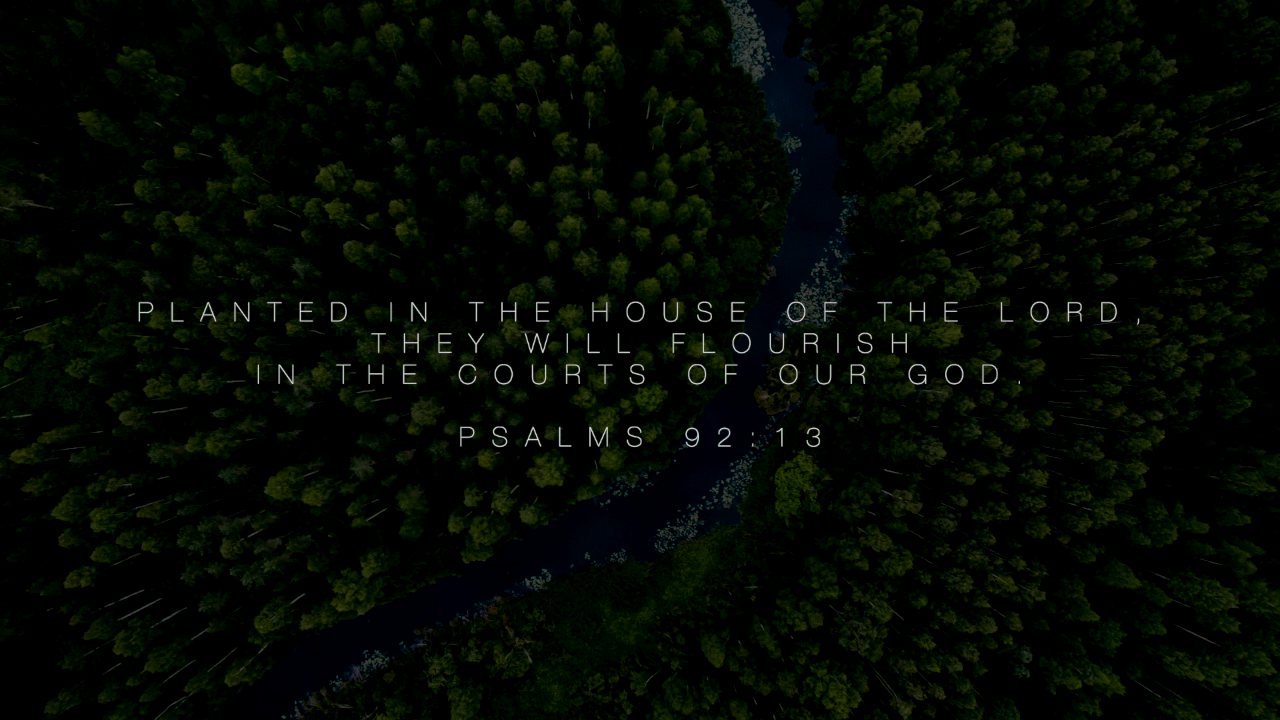 PLANTED IN THE HOUSE OF THE LORD,
THEY WILL FLOURISH
IN THE COURTS OF OUR GOD.
PSALMS 92:13